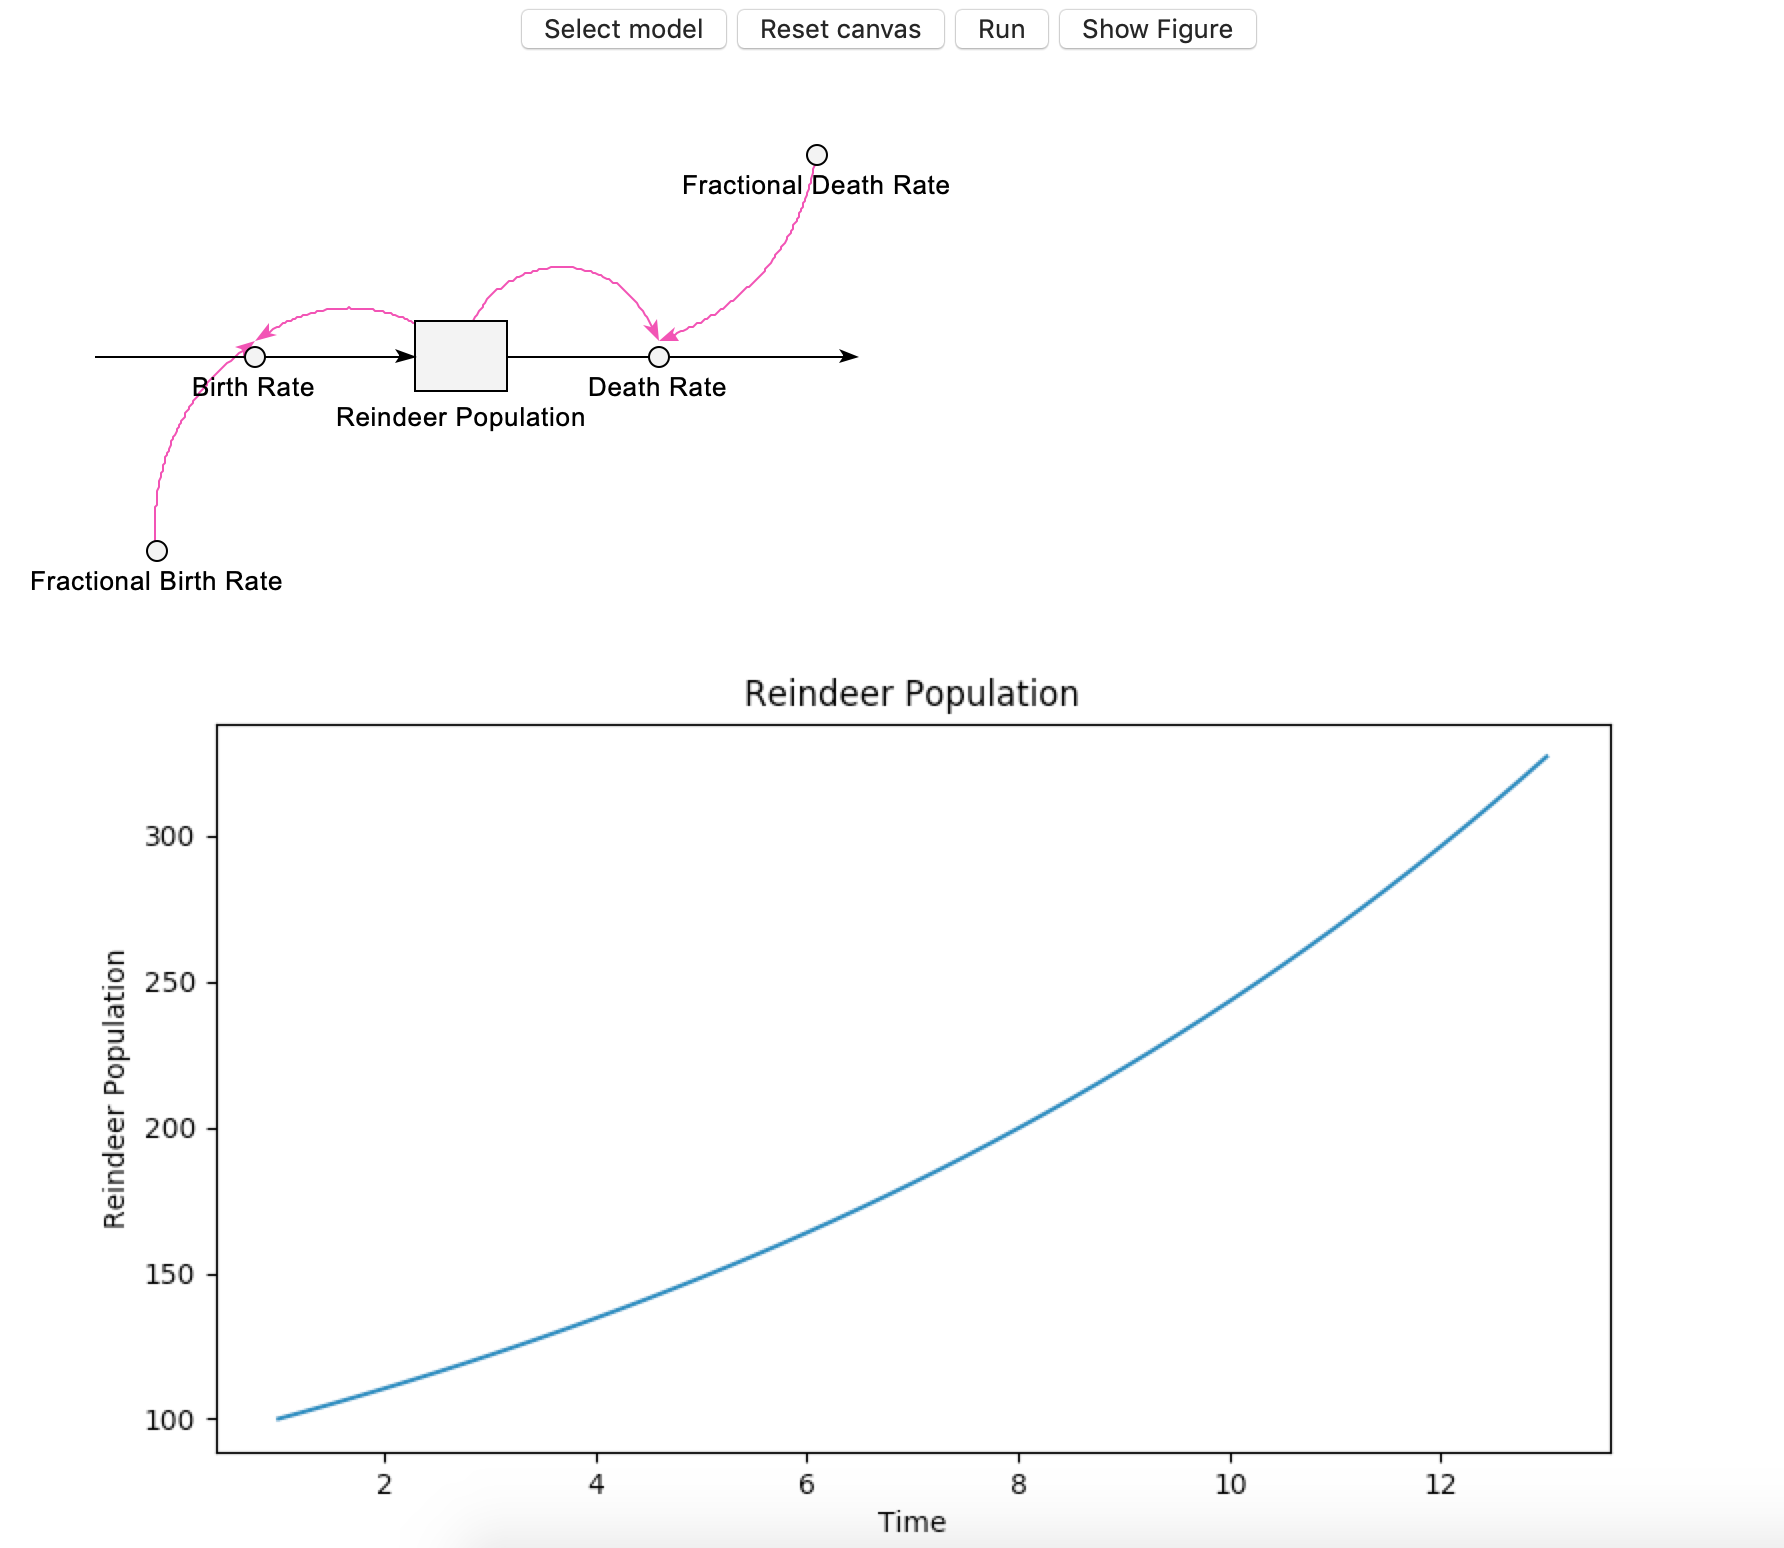 Select model
Reset canvas
Run
Show Figure
Fractional Death Rate
Birth Rate
Death Rate
Reindeer Population
Fractional Birth Rate
Reindeer Population
Reindeer Population
300
250
200
150
100
2
4
6
8
10
12
Time